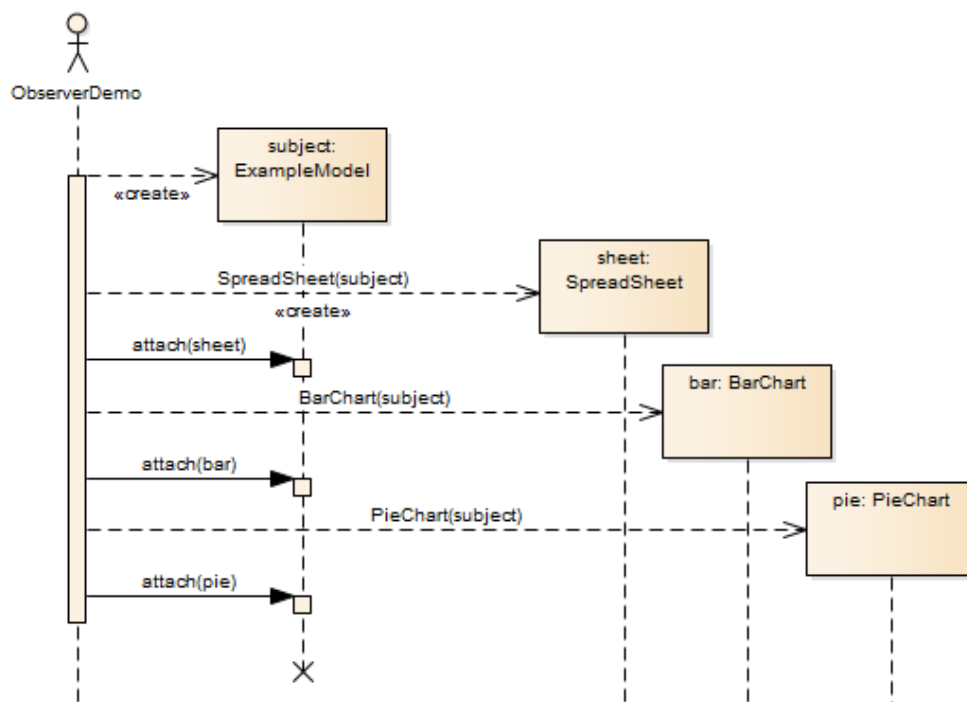 ObserverDemo
subject:
ExampleModel
«create»
sheet:
SpreadSheet
SpreadSheet(subject)
«create»
attach(sheet)
bar: BarChart
BarChart(subject)
attach(bar)
pie: PieChart
PieChart(subject)
attach(pie)